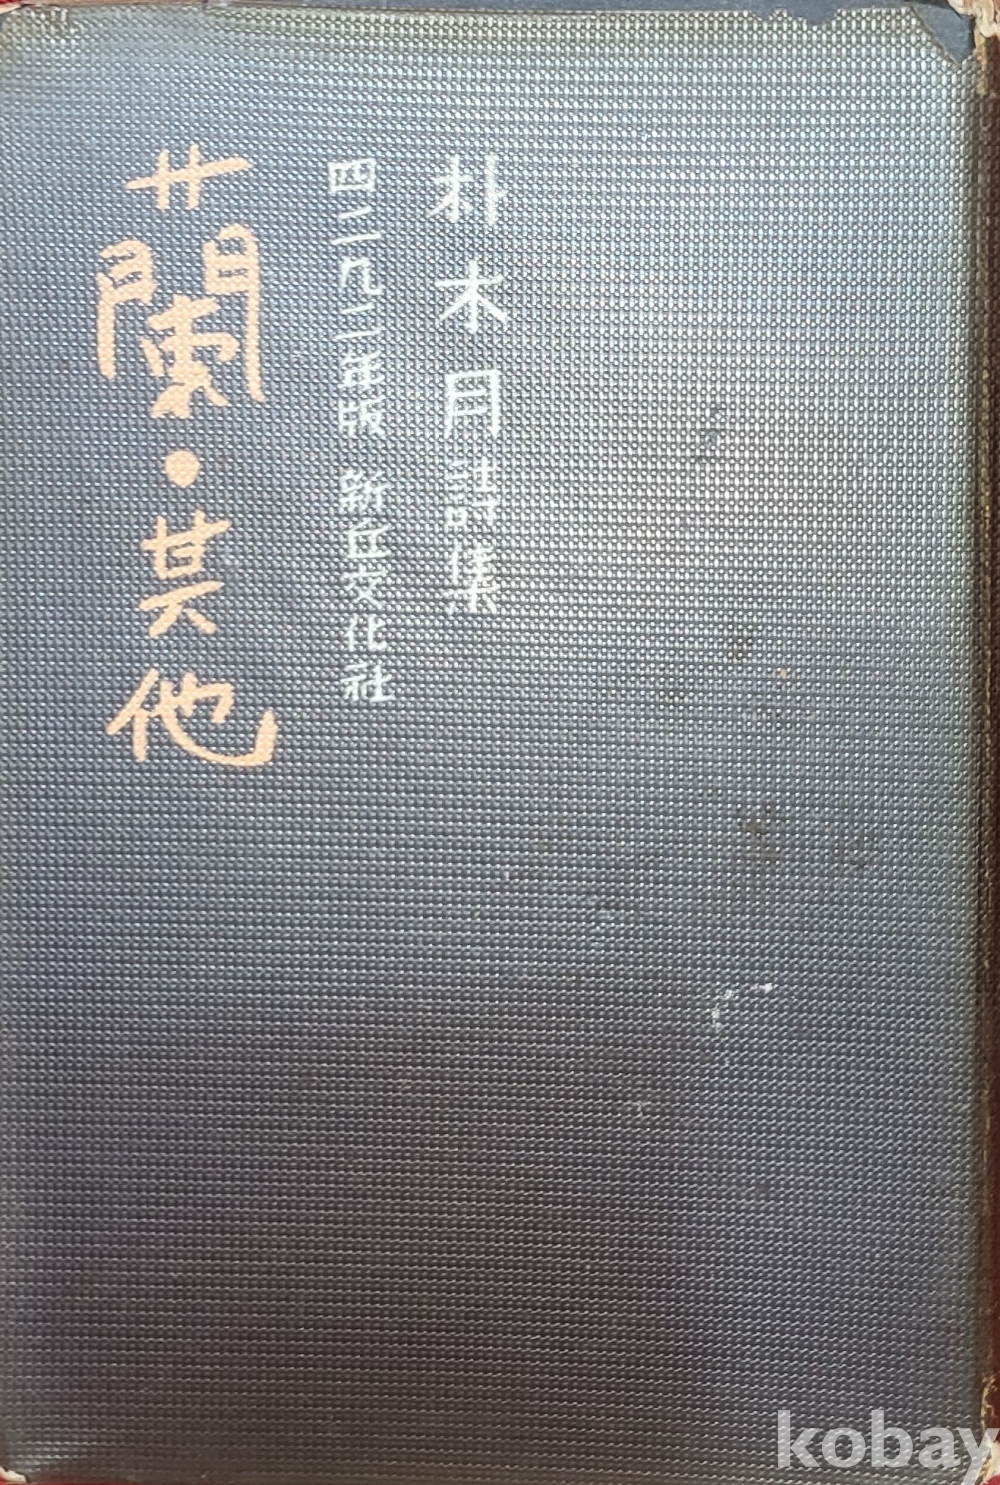 朴木月詩集
四二九二年版 新丘文化社
蘭・其他
kobay